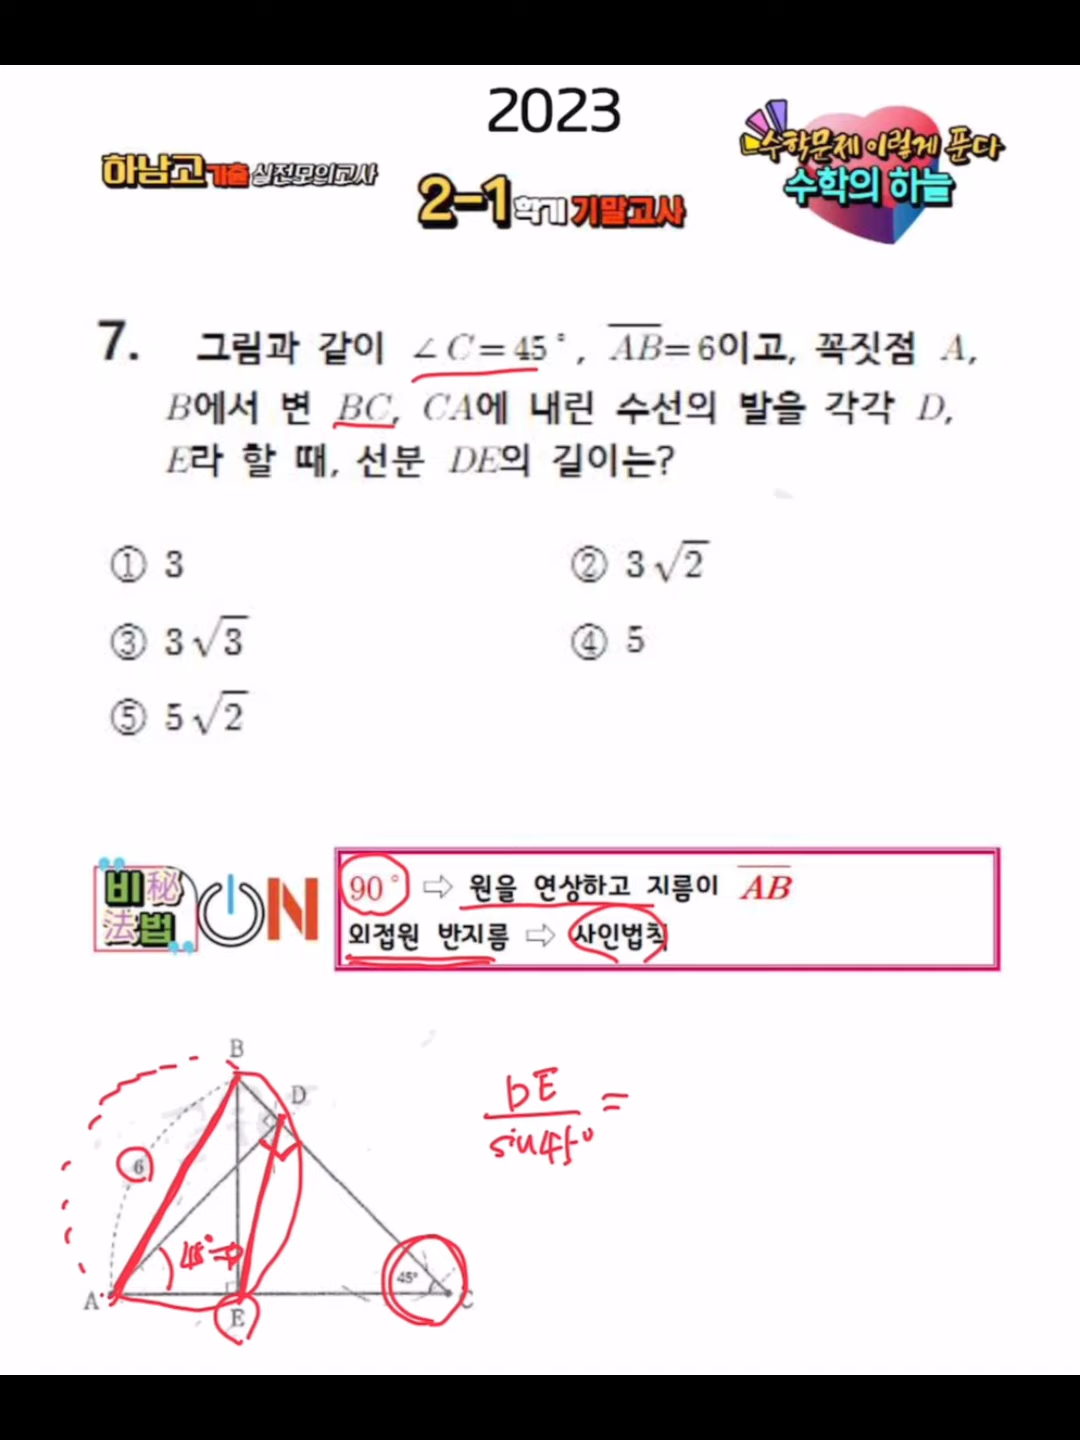 2023
하남고기출 실전모의고사
2-1학기 기말고사
수학문제 이렇게 푼다
수학의 하늘
7. 그림과 같이 ∠C=45°, AB=6이고, 꼭짓점 A,
B에서 변 BC, CA에 내린 수선의 발을 각각 D,
E라 할 때, 선분 DE의 길이는?
① 3 ② 3√2
③ 3√3 ④ 5
⑤ 5√2
비秘
法법
ON
90° ⇨ 원을 연상하고 지름이 AB
외접원 반지름 ⇨ 사인법칙
B
D
6
45°
45°
A
E
C
DE/sin45° =